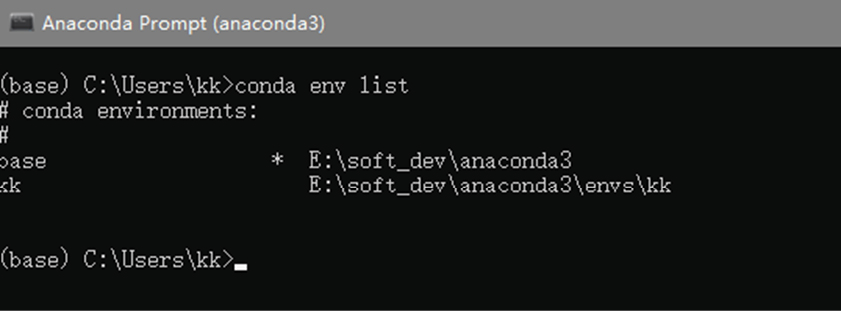 Anaconda Prompt (anaconda3)
(base) C:\Users\kk>conda env list
# conda environments:
#
base * E:\soft_dev\anaconda3
kk E:\soft_dev\anaconda3\envs\kk
(base) C:\Users\kk>